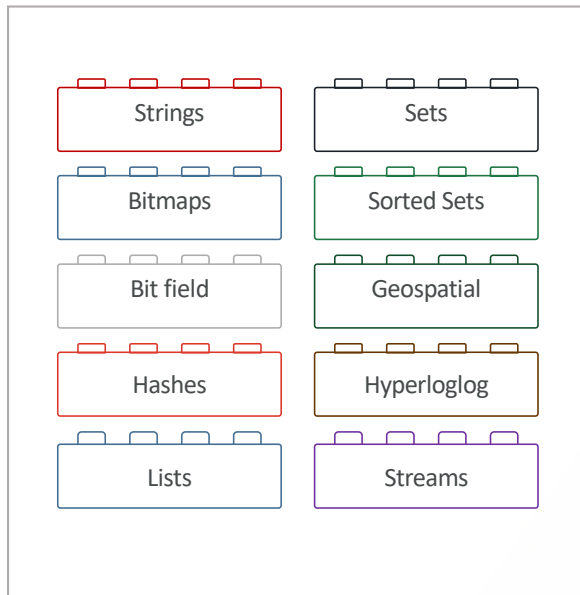 Strings
Sets
Bitmaps
Sorted Sets
Bit field
Geospatial
Hashes
Hyperloglog
Lists
Streams